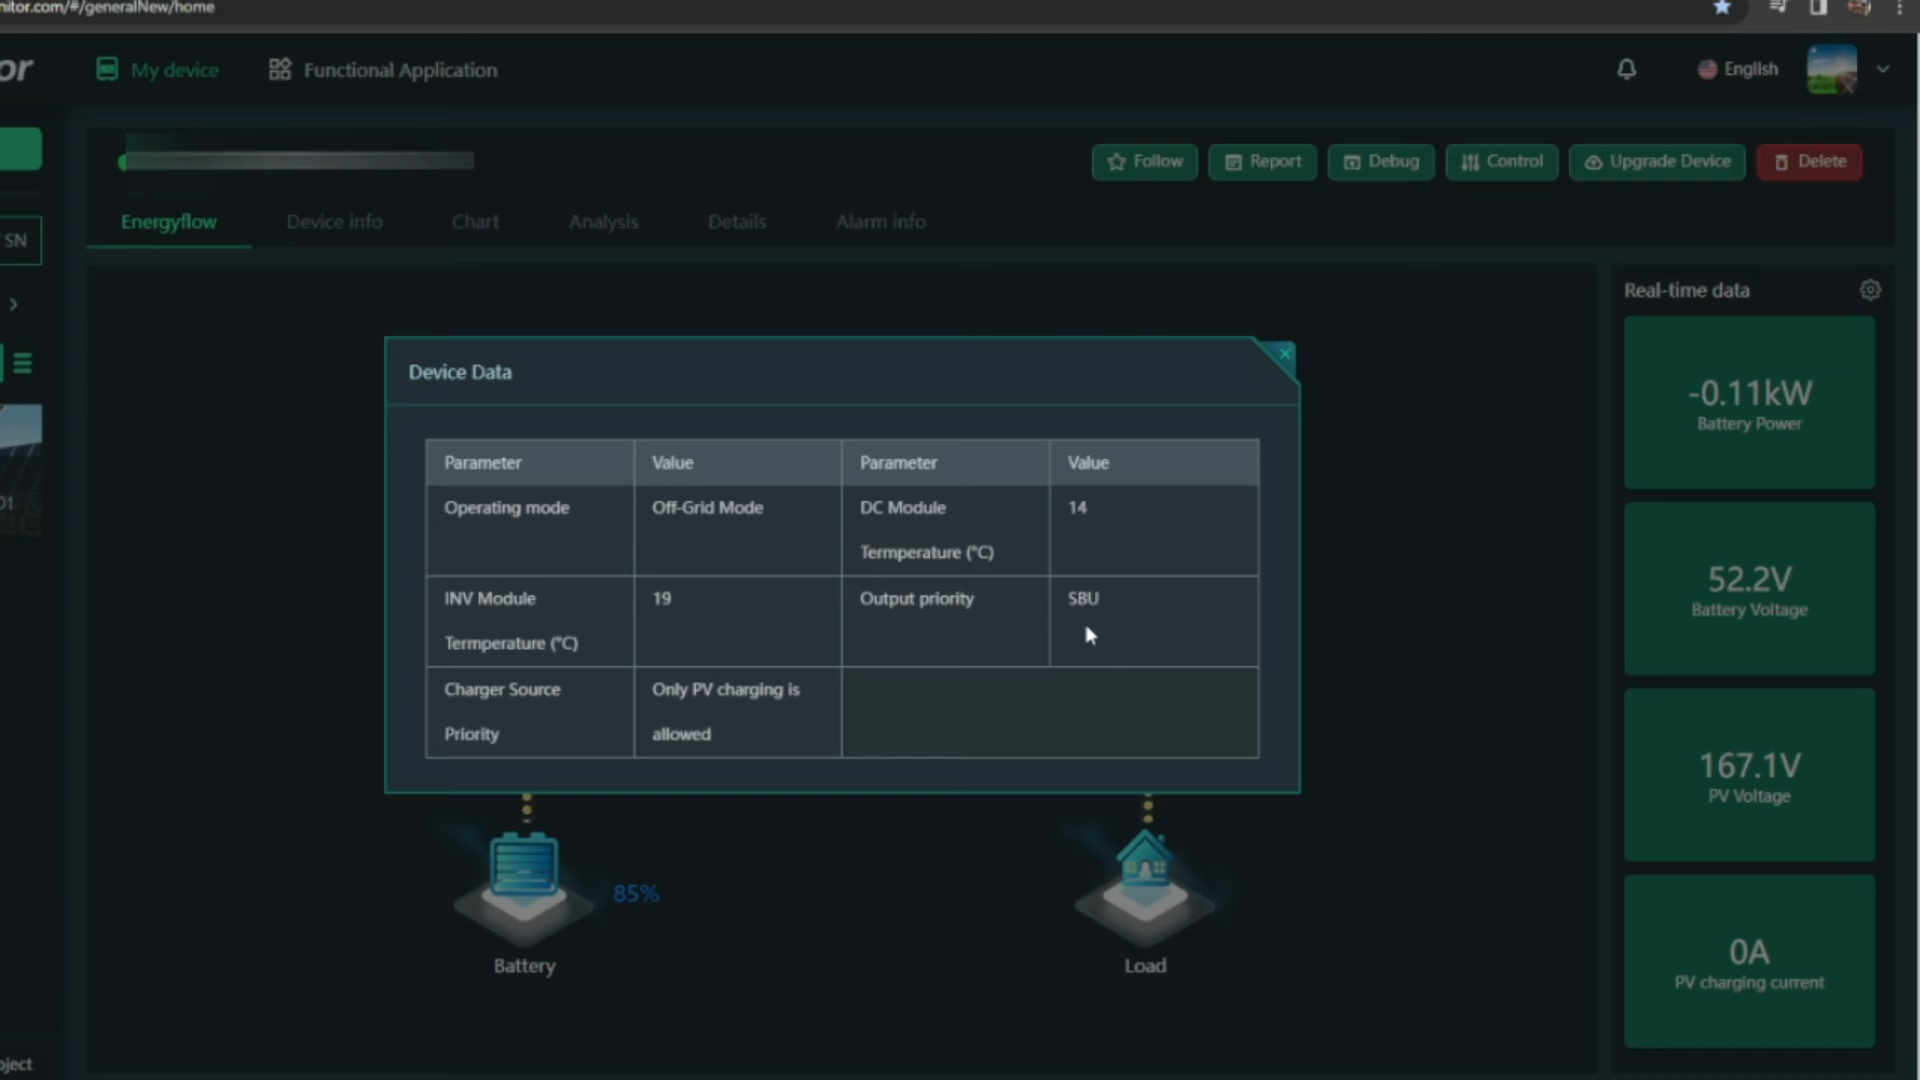 nitor.com/#/generalNew/home
or
My device
Functional Application
English
Follow
Report
Debug
Control
Upgrade Device
Delete
Energyflow
Device info
Chart
Analysis
Details
Alarm info
SN
Real-time data
Device Data
Parameter Value Parameter Value
Operating mode Off-Grid Mode DC Module 14
Termperature (°C)
INV Module 19 Output priority SBU
Termperature (°C)
Charger Source Only PV charging is
Priority allowed
-0.11kW
Battery Power
52.2V
Battery Voltage
167.1V
PV Voltage
0A
PV charging current
01
85%
Battery
Load
oject